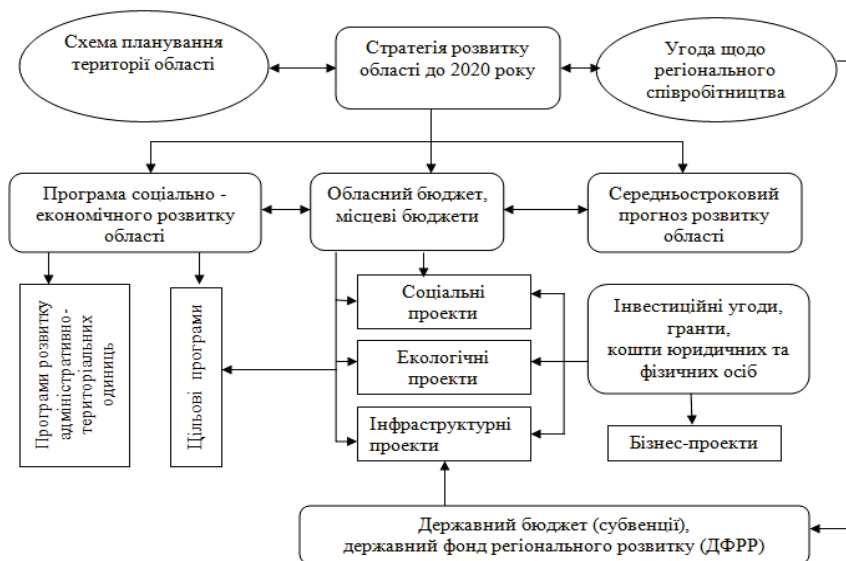 Схема планування
території області
Стратегія розвитку
області до 2020 року
Угода щодо
регіонального
співробітництва
Програма соціально -
економічного розвитку
області
Обласний бюджет,
місцеві бюджети
Середньостроковий
прогноз розвитку
області
Програми розвитку
адміністративно-
територіальних
одиниць
Цільові програми
Соціальні
проекти
Екологічні
проекти
Інфраструктурні
проекти
Інвестиційні угоди,
гранти,
кошти юридичних та
фізичних осіб
Бізнес-проекти
Державний бюджет (субвенції),
державний фонд регіонального розвитку (ДФРР)